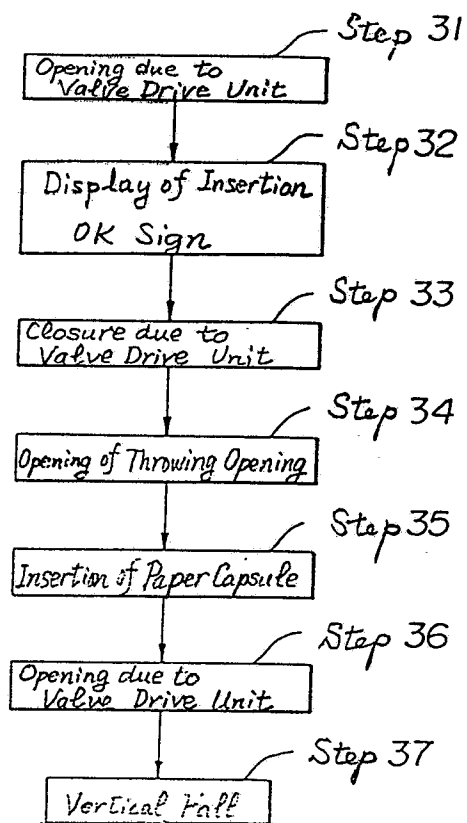 Step 31
Opening due to
Valve Drive Unit
Step 32
Display of Insertion
OK Sign
Step 33
Closure due to
Valve Drive Unit
Step 34
Opening of Throwing Opening
Step 35
Insertion of Paper Capsule
Step 36
Opening due to
Valve Drive Unit
Step 37
Vertical Fall